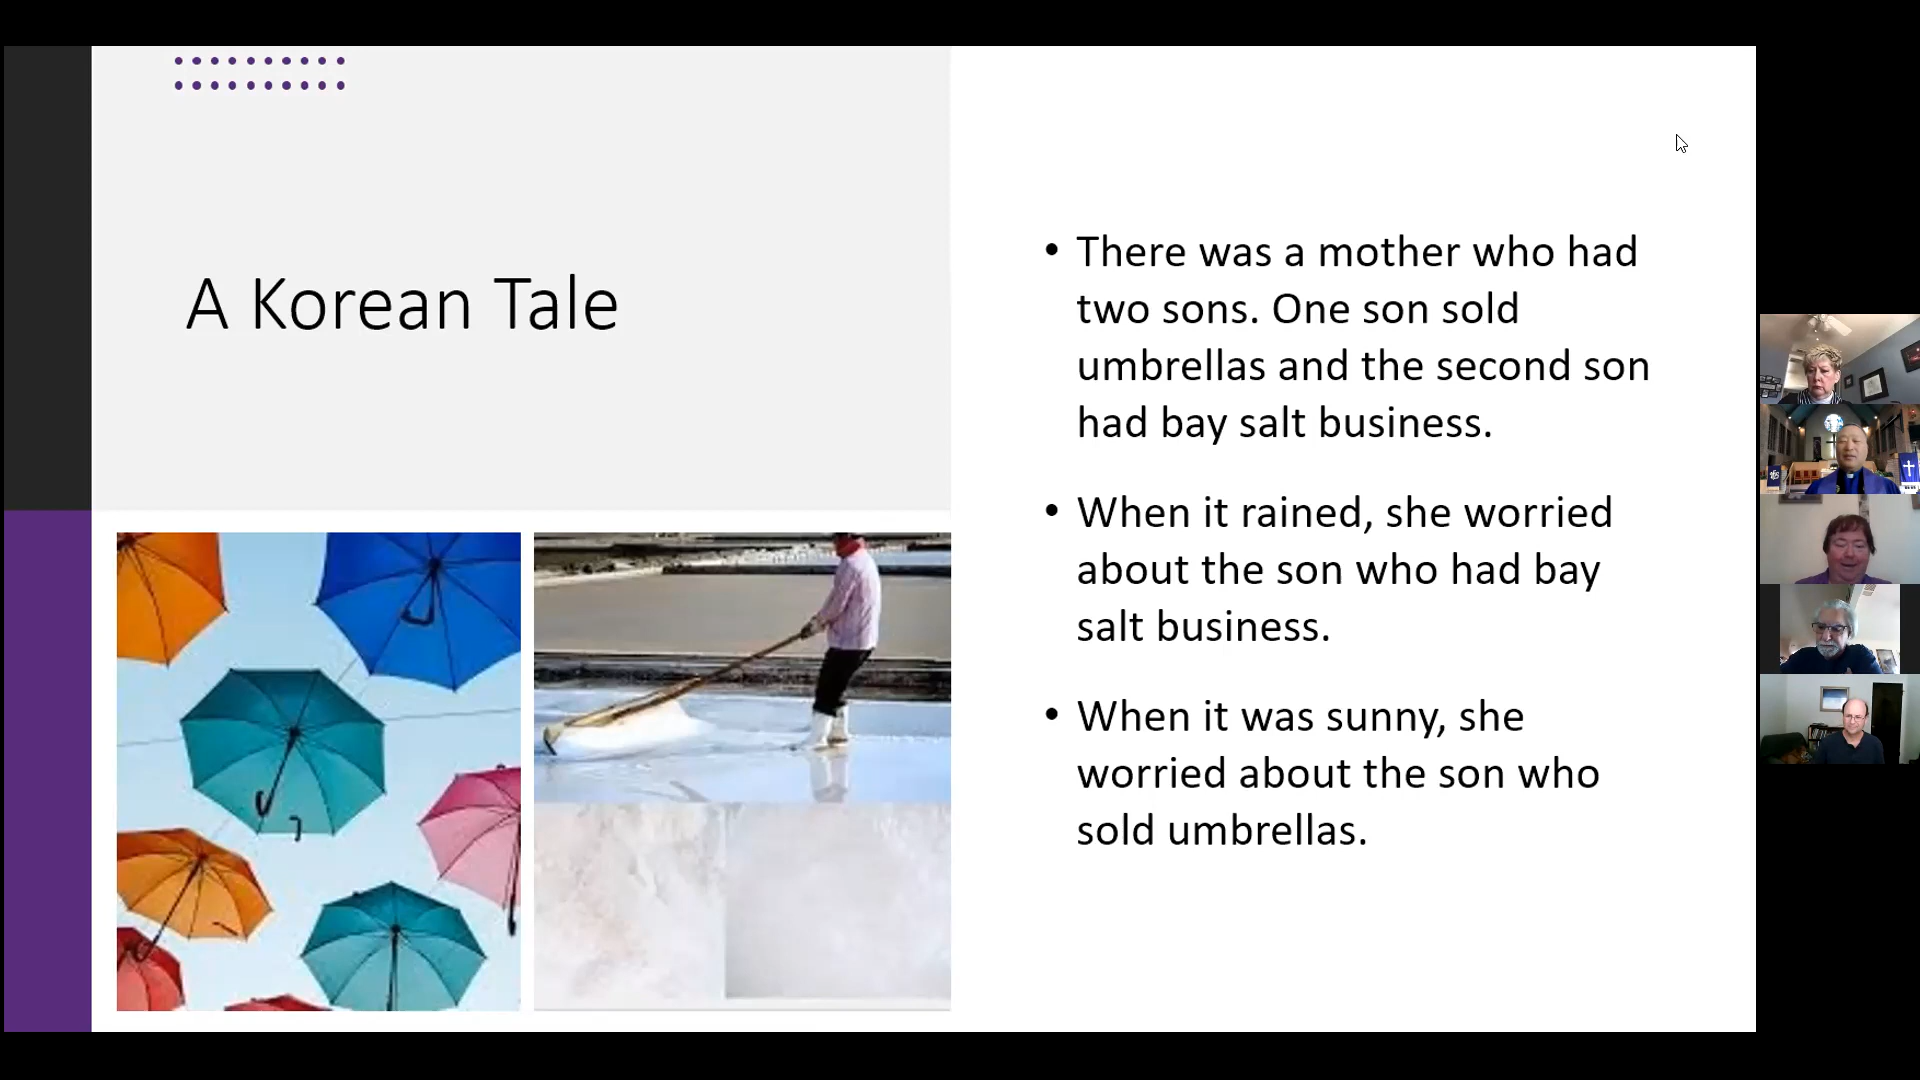 A Korean Tale
• There was a mother who had
two sons. One son sold
umbrellas and the second son
had bay salt business.
• When it rained, she worried
about the son who had bay
salt business.
• When it was sunny, she
worried about the son who
sold umbrellas.